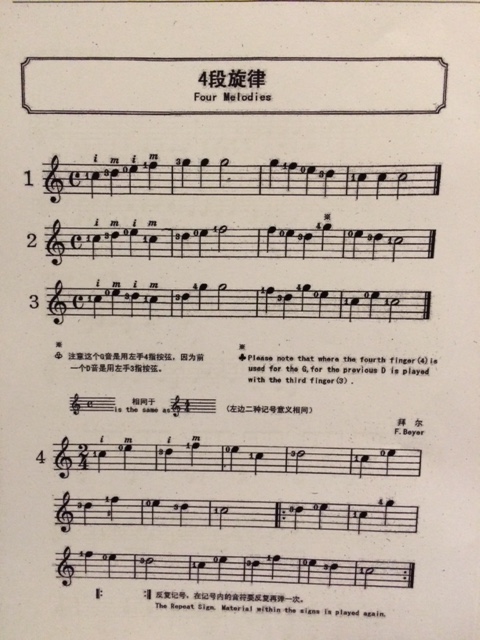 4段旋律
Four Melodies
i m i m
1
i m i m
2
i m i m
3
注意这个G音是用左手4指按弦，因为前
一个D音是用左手3指按弦。
Please note that where the fourth finger(4)is
used for the G,for the previous D is played
with the third finger(3).
相同于
is the same as
(左边二种记号意义相同)
拜 尔
F.Beyer
i m i m
4
反复记号，在记号内的音符要反复再弹一次。
The Repeat Sign. Material within the signs is played again.